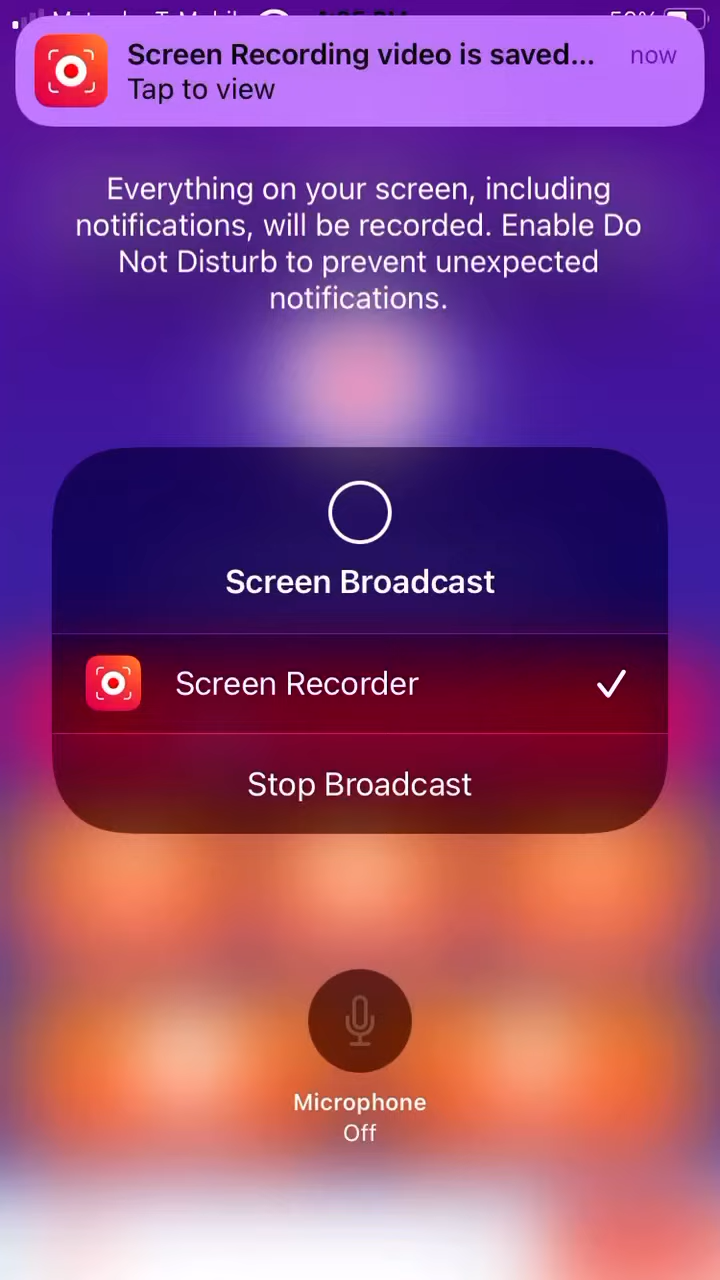 Screen Recording video is saved...
now
Tap to view
Everything on your screen, including
notifications, will be recorded. Enable Do
Not Disturb to prevent unexpected
notifications.
Screen Broadcast
Screen Recorder
Stop Broadcast
Microphone
Off